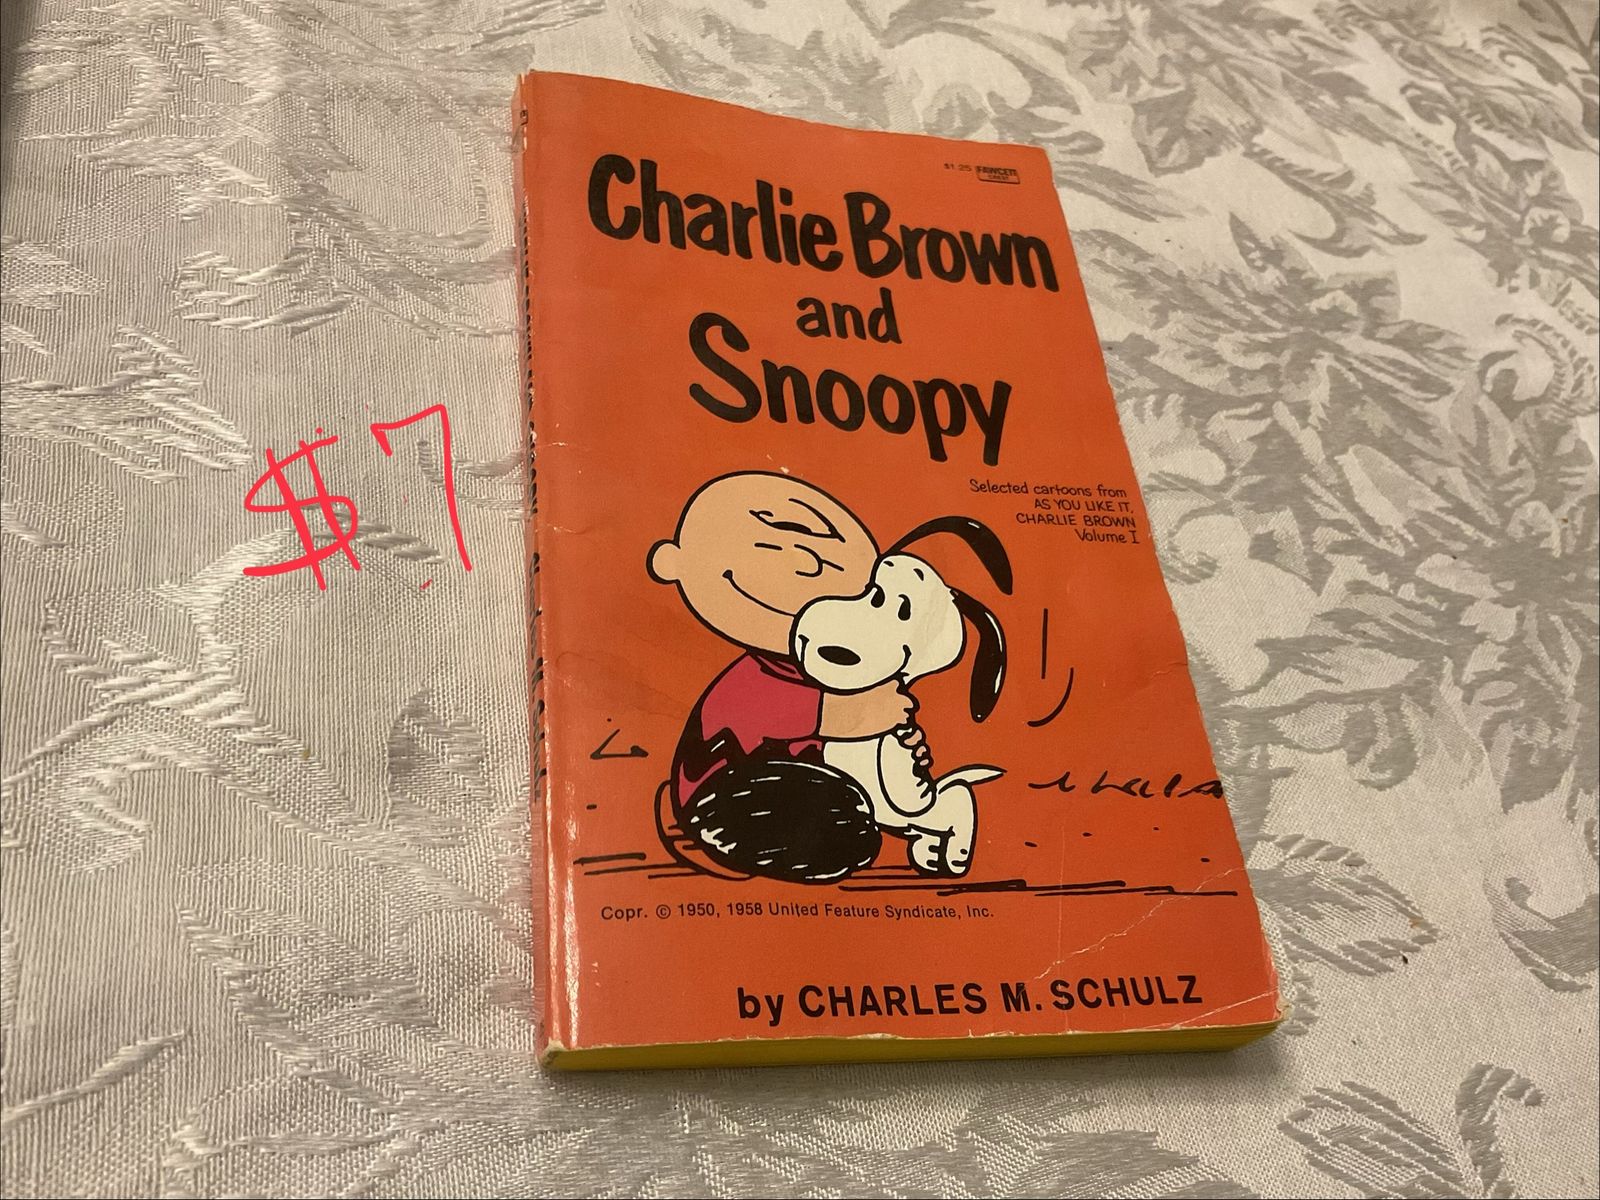 $1.25 FAWCETT
CREST
Charlie Brown
and
Snoopy
$7
Selected cartoons from
AS YOU LIKE IT,
CHARLIE BROWN
Volume I
Copr. © 1950, 1958 United Feature Syndicate, Inc.
by CHARLES M. SCHULZ